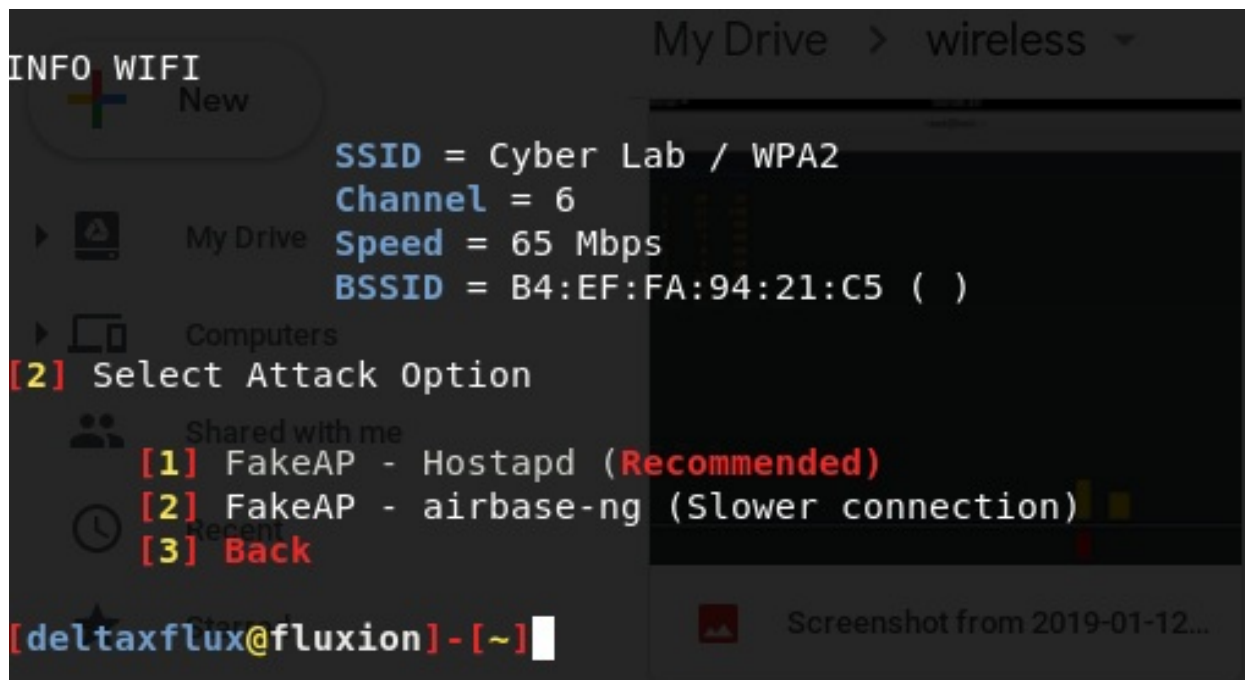 My Drive > wireless
INFO WIFI
New
SSID = Cyber Lab / WPA2
Channel = 6
My Drive
Speed = 65 Mbps
BSSID = B4:EF:FA:94:21:C5 ( )
Computers
[2] Select Attack Option
Shared with me
[1] FakeAP - Hostapd (Recommended)
[2] FakeAP - airbase-ng (Slower connection)
Recent
[3] Back
Starred
Screenshot from 2019-01-12...
[deltaxflux@fluxion]-[~]